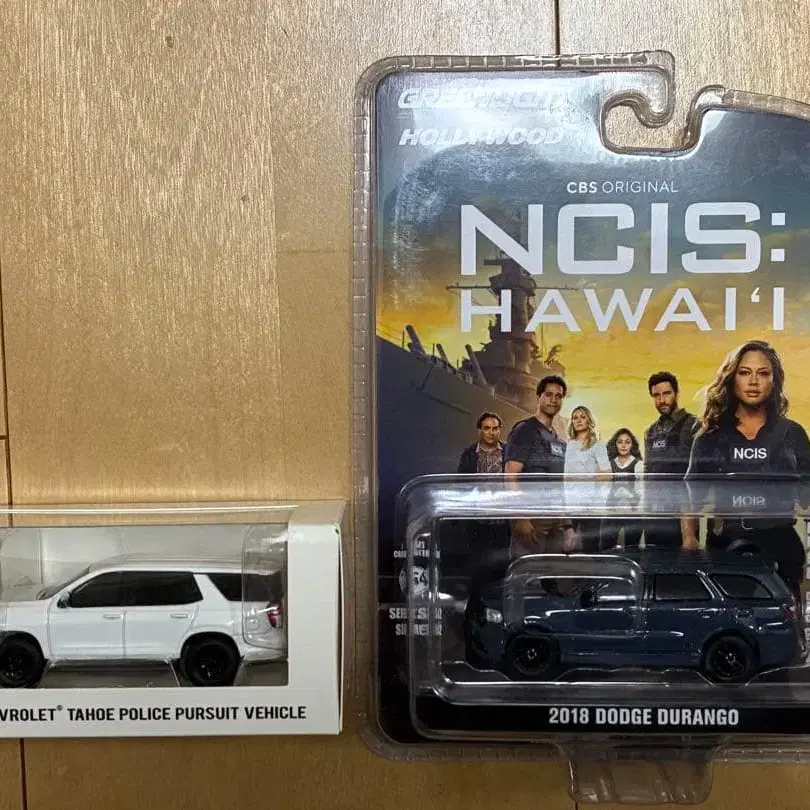 GREENLIGHT
HOLLYWOOD
CBS ORIGINAL
NCIS:
HAWAI‘I
NCIS
2018 DODGE DURANGO
VROLET® TAHOE POLICE PURSUIT VEHICLE